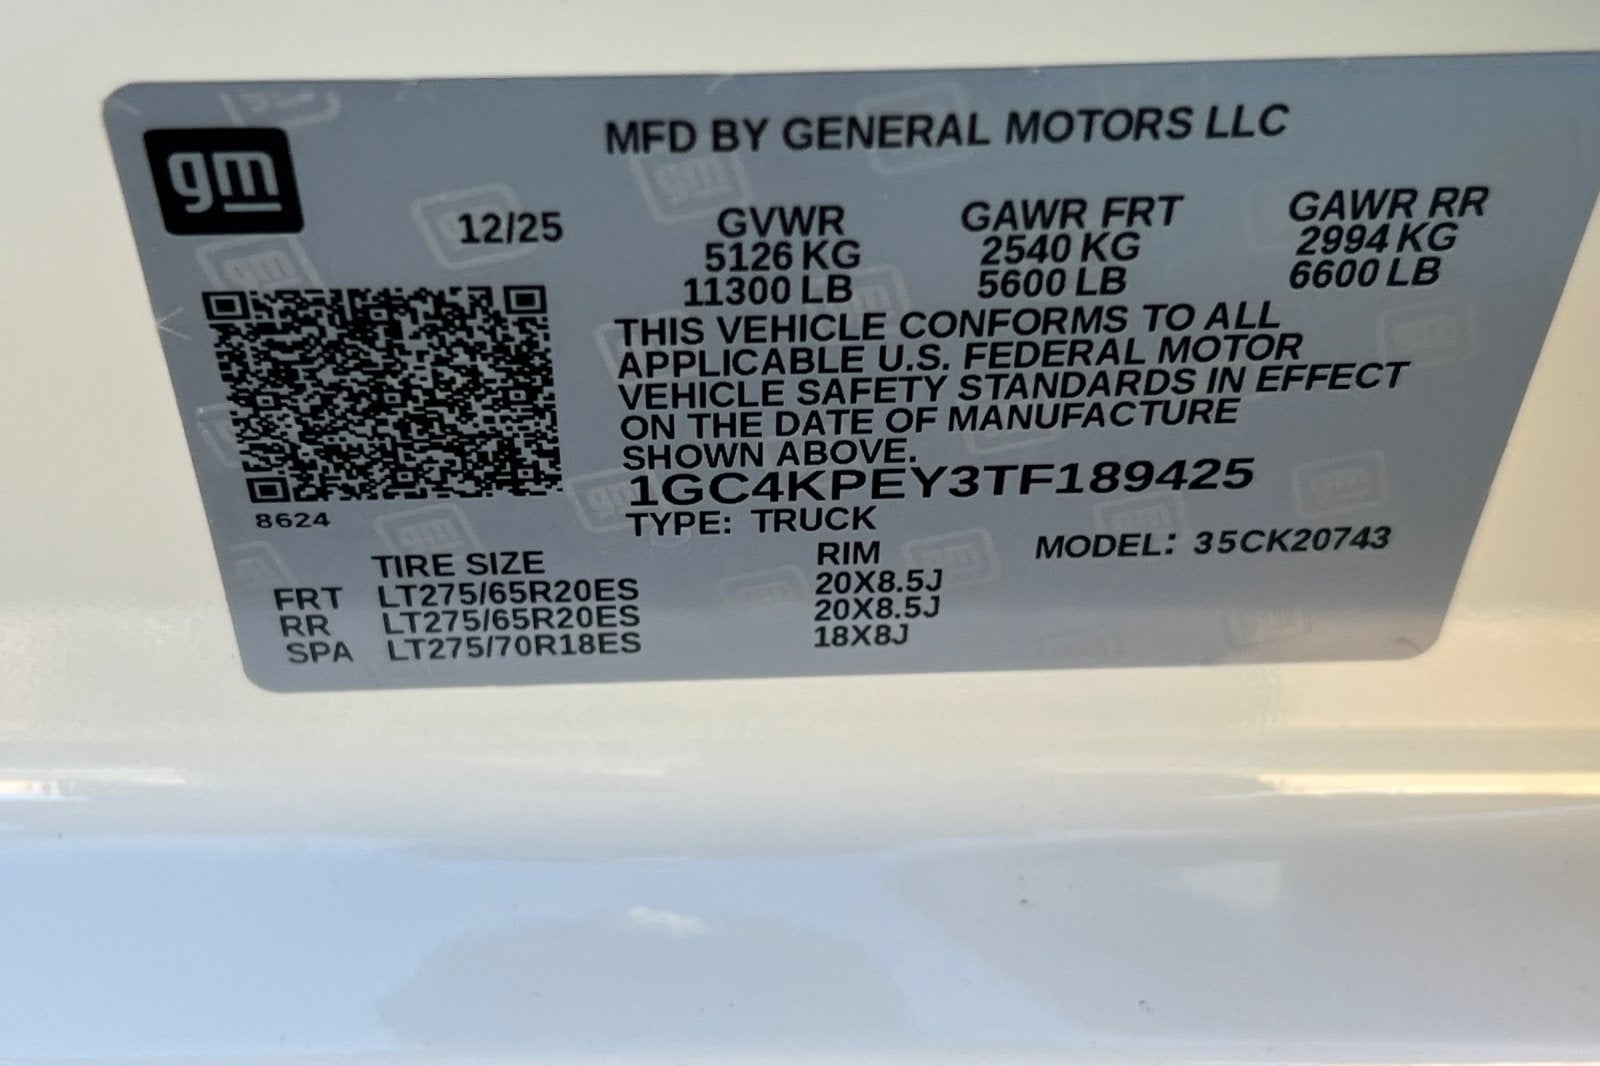 gm
MFD BY GENERAL MOTORS LLC
12/25
GVWR GAWR FRT GAWR RR
5126 KG 2540 KG 2994 KG
11300 LB 5600 LB 6600 LB
THIS VEHICLE CONFORMS TO ALL
APPLICABLE U.S. FEDERAL MOTOR
VEHICLE SAFETY STANDARDS IN EFFECT
ON THE DATE OF MANUFACTURE
SHOWN ABOVE.
1GC4KPEY3TF189425
8624
TYPE: TRUCK
MODEL: 35CK20743
TIRE SIZE RIM
FRT LT275/65R20ES 20X8.5J
RR LT275/65R20ES 20X8.5J
SPA LT275/70R18ES 18X8J